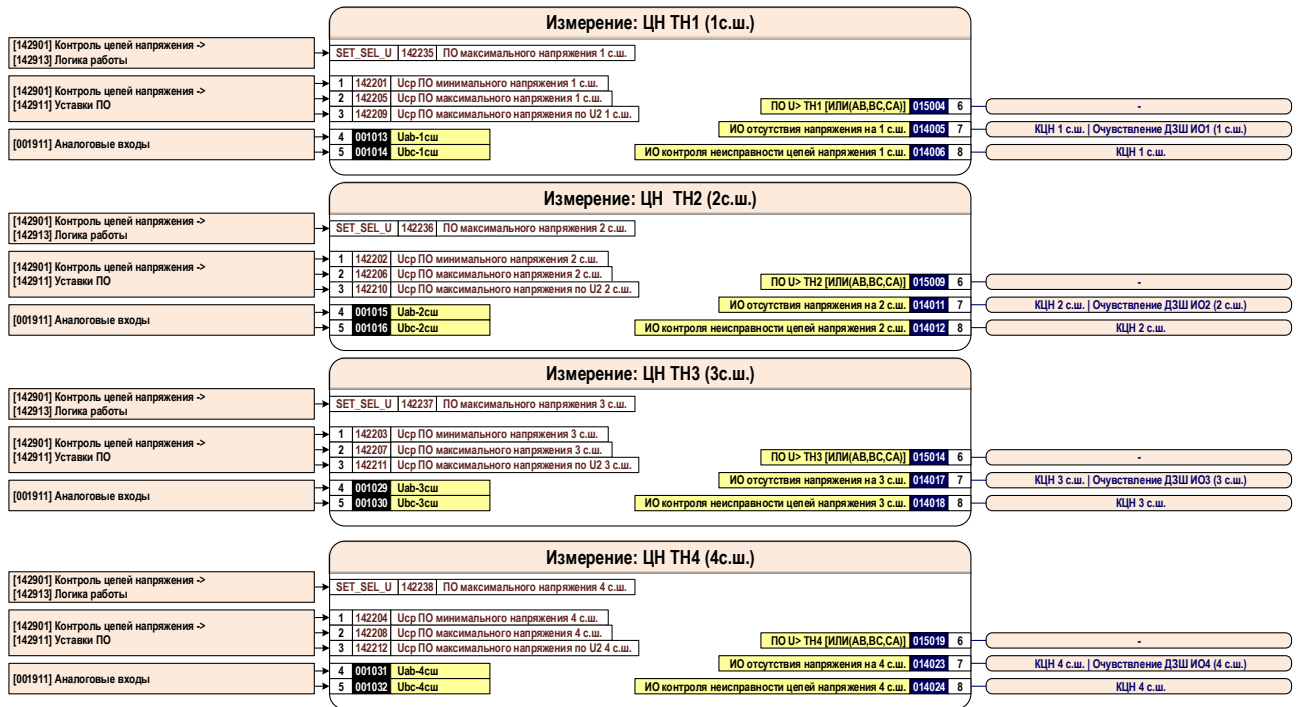 Измерение: ЦН ТН1 (1с.ш.)
[142901] Контроль цепей напряжения ->
[142913] Логика работы
SET_SEL_U 142235 ПО максимального напряжения 1 с.ш.
[142901] Контроль цепей напряжения ->
[142911] Уставки ПО
1 142201 Uср ПО минимального напряжения 1 с.ш.
2 142205 Uср ПО максимального напряжения 1 с.ш.
3 142209 Uср ПО максимального напряжения по U2 1 с.ш.
[001911] Аналоговые входы
4 001013 Uab-1сш
5 001014 Ubc-1сш
ПО U> ТН1 [ИЛИ(AB,BC,CA)] 015004 6 -
ИО отсутствия напряжения на 1 с.ш. 014005 7 КЦН 1 с.ш. | Очувствление ДЗШ ИО1 (1 с.ш.)
ИО контроля неисправности цепей напряжения 1 с.ш. 014006 8 КЦН 1 с.ш.
Измерение: ЦН ТН2 (2с.ш.)
[142901] Контроль цепей напряжения ->
[142913] Логика работы
SET_SEL_U 142236 ПО максимального напряжения 2 с.ш.
[142901] Контроль цепей напряжения ->
[142911] Уставки ПО
1 142202 Uср ПО минимального напряжения 2 с.ш.
2 142206 Uср ПО максимального напряжения 2 с.ш.
3 142210 Uср ПО максимального напряжения по U2 2 с.ш.
[001911] Аналоговые входы
4 001015 Uab-2сш
5 001016 Ubc-2сш
ПО U> ТН2 [ИЛИ(AB,BC,CA)] 015009 6 -
ИО отсутствия напряжения на 2 с.ш. 014011 7 КЦН 2 с.ш. | Очувствление ДЗШ ИО2 (2 с.ш.)
ИО контроля неисправности цепей напряжения 2 с.ш. 014012 8 КЦН 2 с.ш.
Измерение: ЦН ТН3 (3с.ш.)
[142901] Контроль цепей напряжения ->
[142913] Логика работы
SET_SEL_U 142237 ПО максимального напряжения 3 с.ш.
[142901] Контроль цепей напряжения ->
[142911] Уставки ПО
1 142203 Uср ПО минимального напряжения 3 с.ш.
2 142207 Uср ПО максимального напряжения 3 с.ш.
3 142211 Uср ПО максимального напряжения по U2 3 с.ш.
[001911] Аналоговые входы
4 001029 Uab-3сш
5 001030 Ubc-3сш
ПО U> ТН3 [ИЛИ(AB,BC,CA)] 015014 6 -
ИО отсутствия напряжения на 3 с.ш. 014017 7 КЦН 3 с.ш. | Очувствление ДЗШ ИО3 (3 с.ш.)
ИО контроля неисправности цепей напряжения 3 с.ш. 014018 8 КЦН 3 с.ш.
Измерение: ЦН ТН4 (4с.ш.)
[142901] Контроль цепей напряжения ->
[142913] Логика работы
SET_SEL_U 142238 ПО максимального напряжения 4 с.ш.
[142901] Контроль цепей напряжения ->
[142911] Уставки ПО
1 142204 Uср ПО минимального напряжения 4 с.ш.
2 142208 Uср ПО максимального напряжения 4 с.ш.
3 142212 Uср ПО максимального напряжения по U2 4 с.ш.
[001911] Аналоговые входы
4 001031 Uab-4сш
5 001032 Ubc-4сш
ПО U> ТН4 [ИЛИ(AB,BC,CA)] 015019 6 -
ИО отсутствия напряжения на 4 с.ш. 014023 7 КЦН 4 с.ш. | Очувствление ДЗШ ИО4 (4 с.ш.)
ИО контроля неисправности цепей напряжения 4 с.ш. 014024 8 КЦН 4 с.ш.